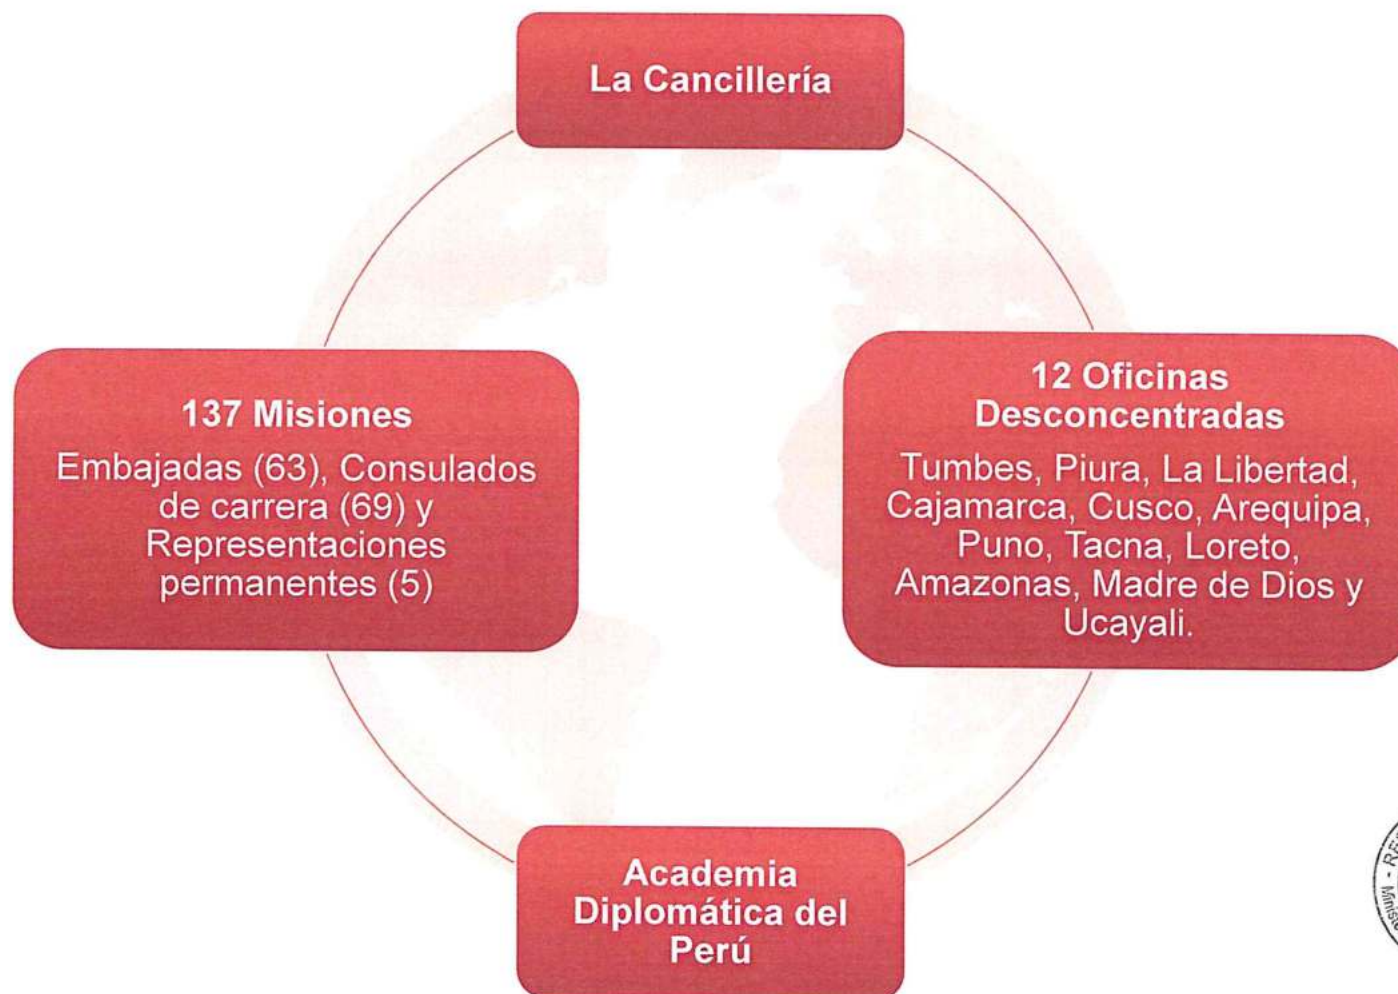 La Cancillería
137 Misiones
Embajadas (63), Consulados
de carrera (69) y
Representaciones
permanentes (5)
12 Oficinas
Desconcentradas
Tumbes, Piura, La Libertad,
Cajamarca, Cusco, Arequipa,
Puno, Tacna, Loreto,
Amazonas, Madre de Dios y
Ucayali.
Academia
Diplomática del
Perú